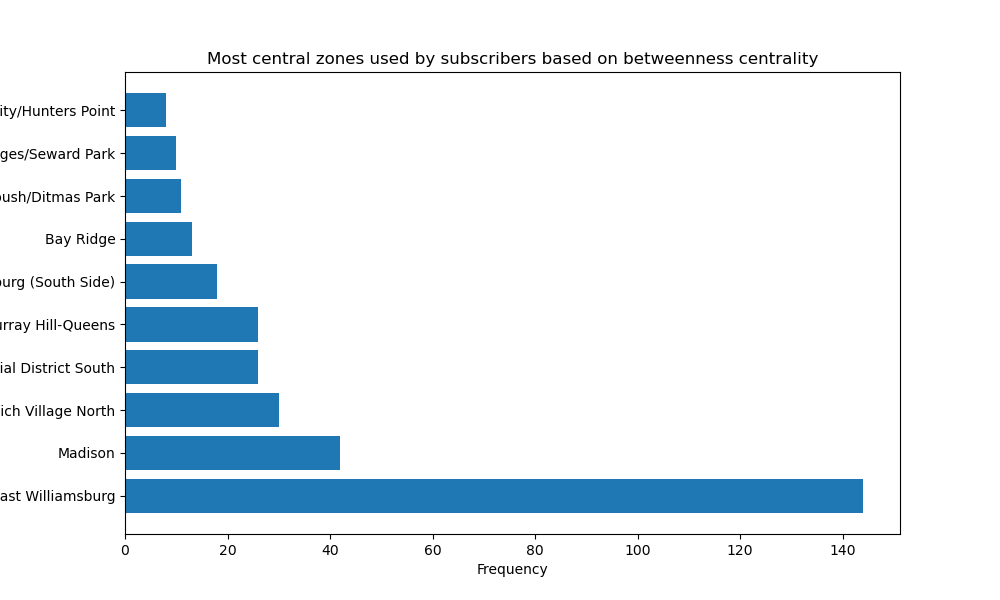 Most central zones used by subscribers based on betweenness centrality
ity/Hunters Point
ges/Seward Park
oush/Ditmas Park
Bay Ridge
ourg (South Side)
urray Hill-Queens
ial District South
ich Village North
Madison
ast Williamsburg
0 20 40 60 80 100 120 140
Frequency